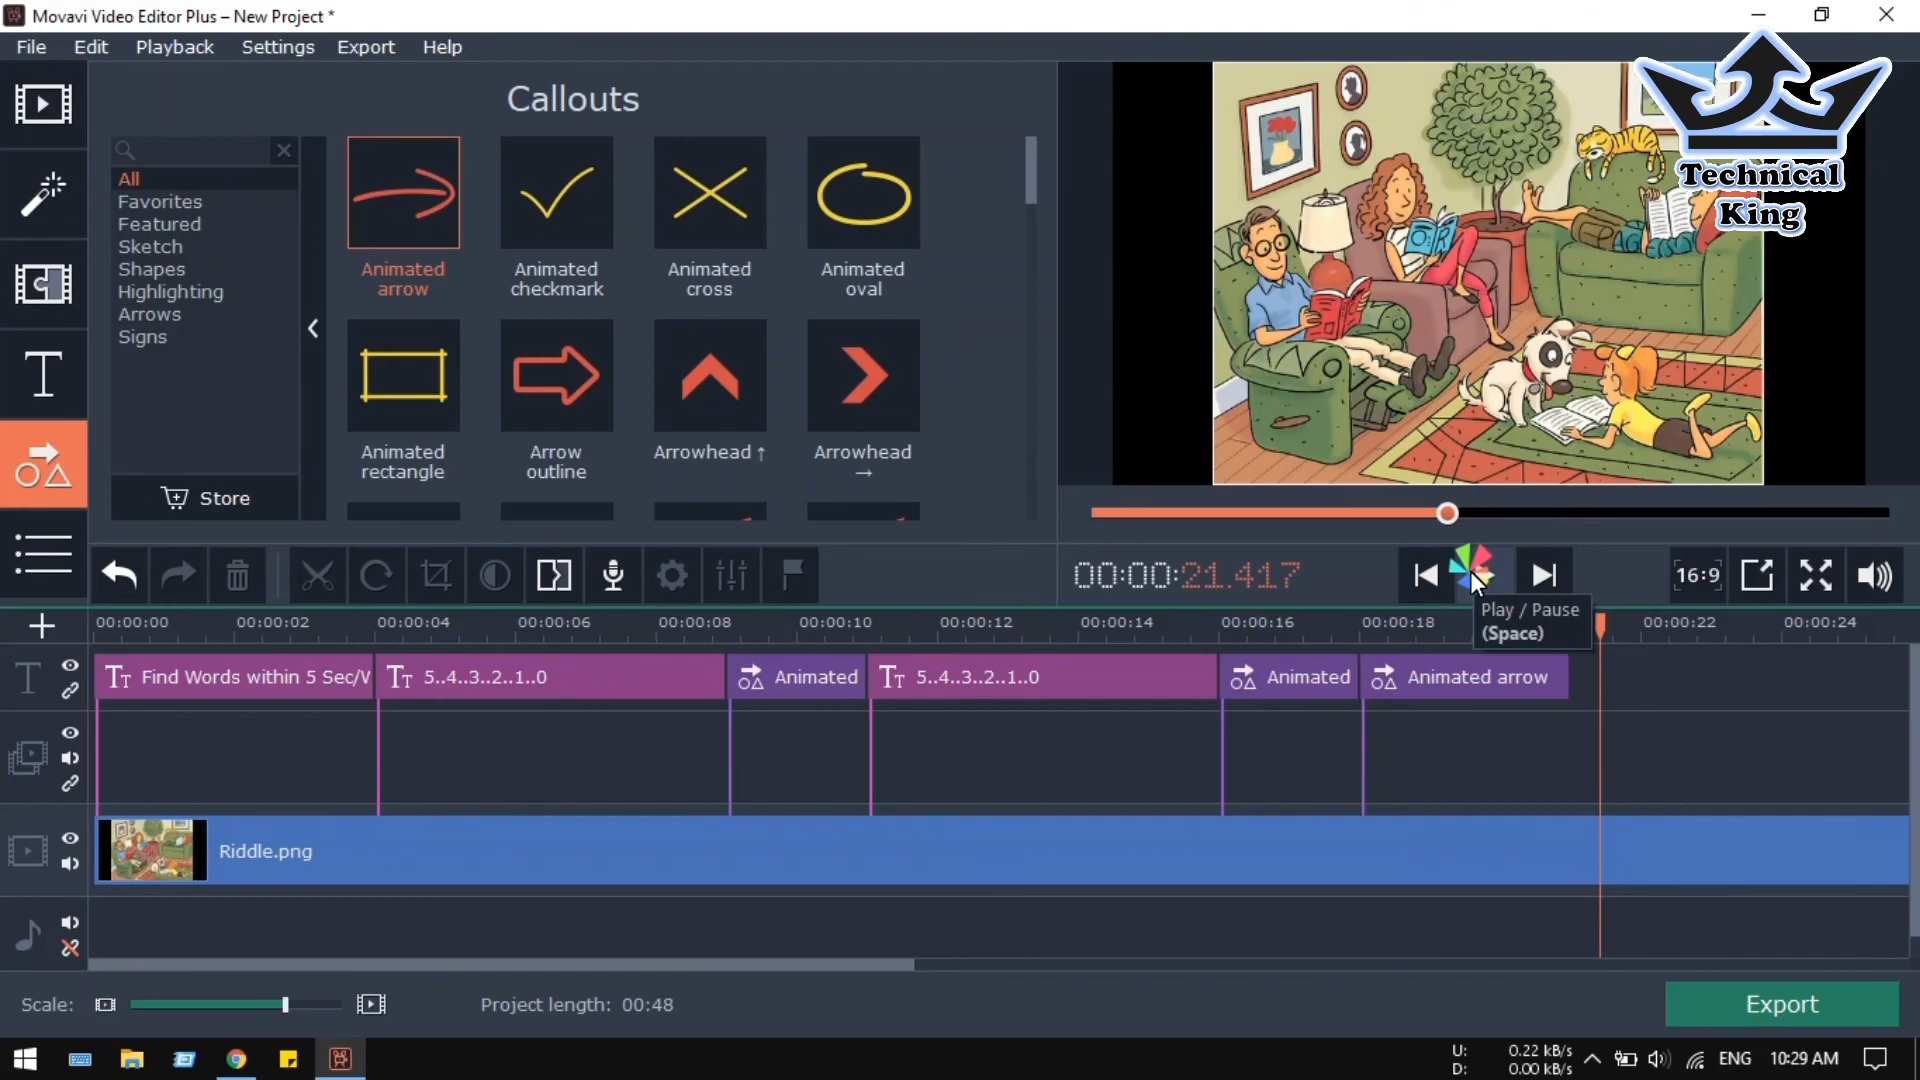 Movavi Video Editor Plus – New Project *
File Edit Playback Settings Export Help
Callouts
All
Favorites
Featured
Sketch
Shapes
Highlighting
Arrows
Signs
Store
Animated
arrow
Animated
checkmark
Animated
cross
Animated
oval
Animated
rectangle
Arrow
outline
Arrowhead ↑
Arrowhead
→
Technical
King
00:00:21.417
16:9
Play / Pause
(Space)
00:00:00 00:00:02 00:00:04 00:00:06 00:00:08 00:00:10 00:00:12 00:00:14 00:00:16 00:00:18 00:00:22 00:00:24
Find Words within 5 Sec/V 5..4..3..2..1..0 Animated 5..4..3..2..1..0 Animated Animated arrow
Riddle.png
Scale: Project length: 00:48
Export
U: 0.22 kB/s
D: 0.00 kB/s
ENG 10:29 AM